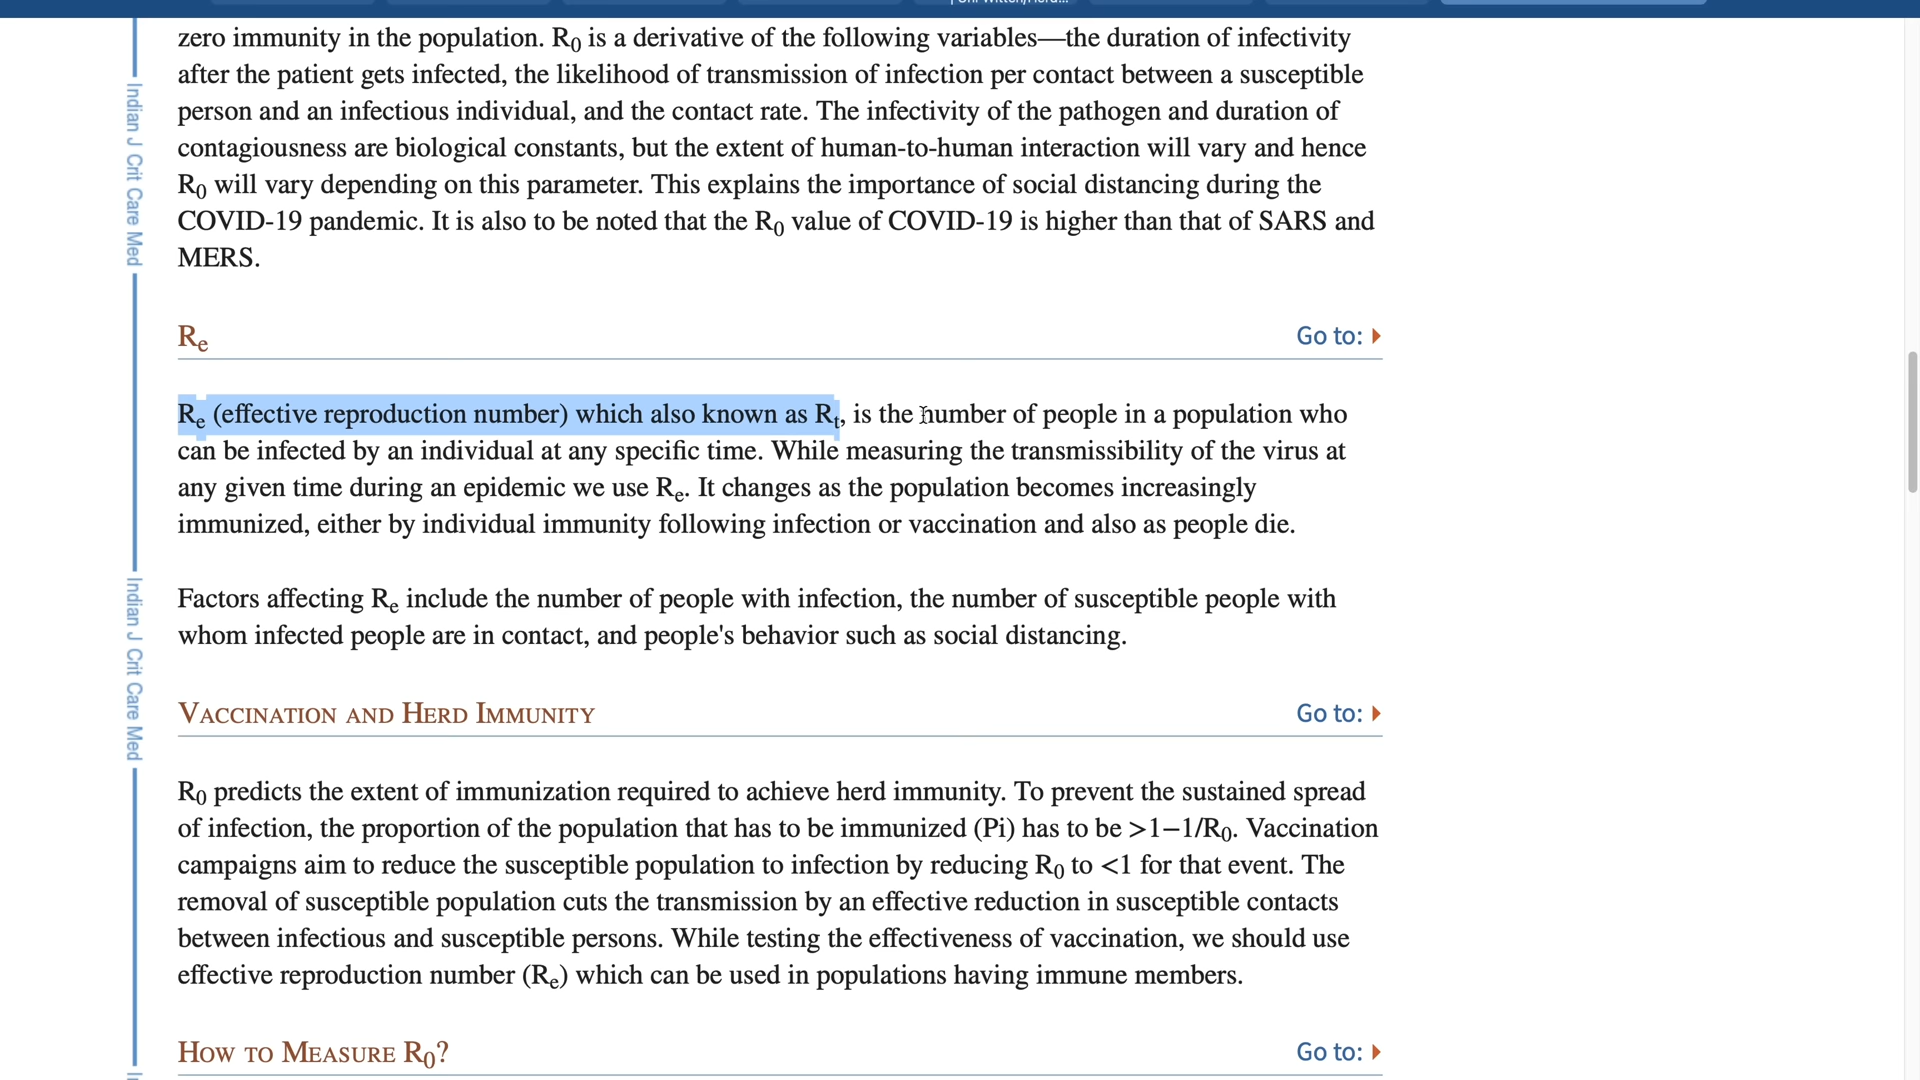 zero immunity in the population. R0 is a derivative of the following variables—the duration of infectivity
after the patient gets infected, the likelihood of transmission of infection per contact between a susceptible
person and an infectious individual, and the contact rate. The infectivity of the pathogen and duration of
contagiousness are biological constants, but the extent of human-to-human interaction will vary and hence
R0 will vary depending on this parameter. This explains the importance of social distancing during the
COVID-19 pandemic. It is also to be noted that the R0 value of COVID-19 is higher than that of SARS and
MERS.
Re
Go to:
Re (effective reproduction number) which also known as Rt, is the number of people in a population who
can be infected by an individual at any specific time. While measuring the transmissibility of the virus at
any given time during an epidemic we use Re. It changes as the population becomes increasingly
immunized, either by individual immunity following infection or vaccination and also as people die.
Factors affecting Re include the number of people with infection, the number of susceptible people with
whom infected people are in contact, and people's behavior such as social distancing.
Vaccination and Herd Immunity
Go to:
R0 predicts the extent of immunization required to achieve herd immunity. To prevent the sustained spread
of infection, the proportion of the population that has to be immunized (Pi) has to be >1−1/R0. Vaccination
campaigns aim to reduce the susceptible population to infection by reducing R0 to <1 for that event. The
removal of susceptible population cuts the transmission by an effective reduction in susceptible contacts
between infectious and susceptible persons. While testing the effectiveness of vaccination, we should use
effective reproduction number (Re) which can be used in populations having immune members.
How to Measure R0?
Go to:
Indian J Crit Care Med
Indian J Crit Care Med